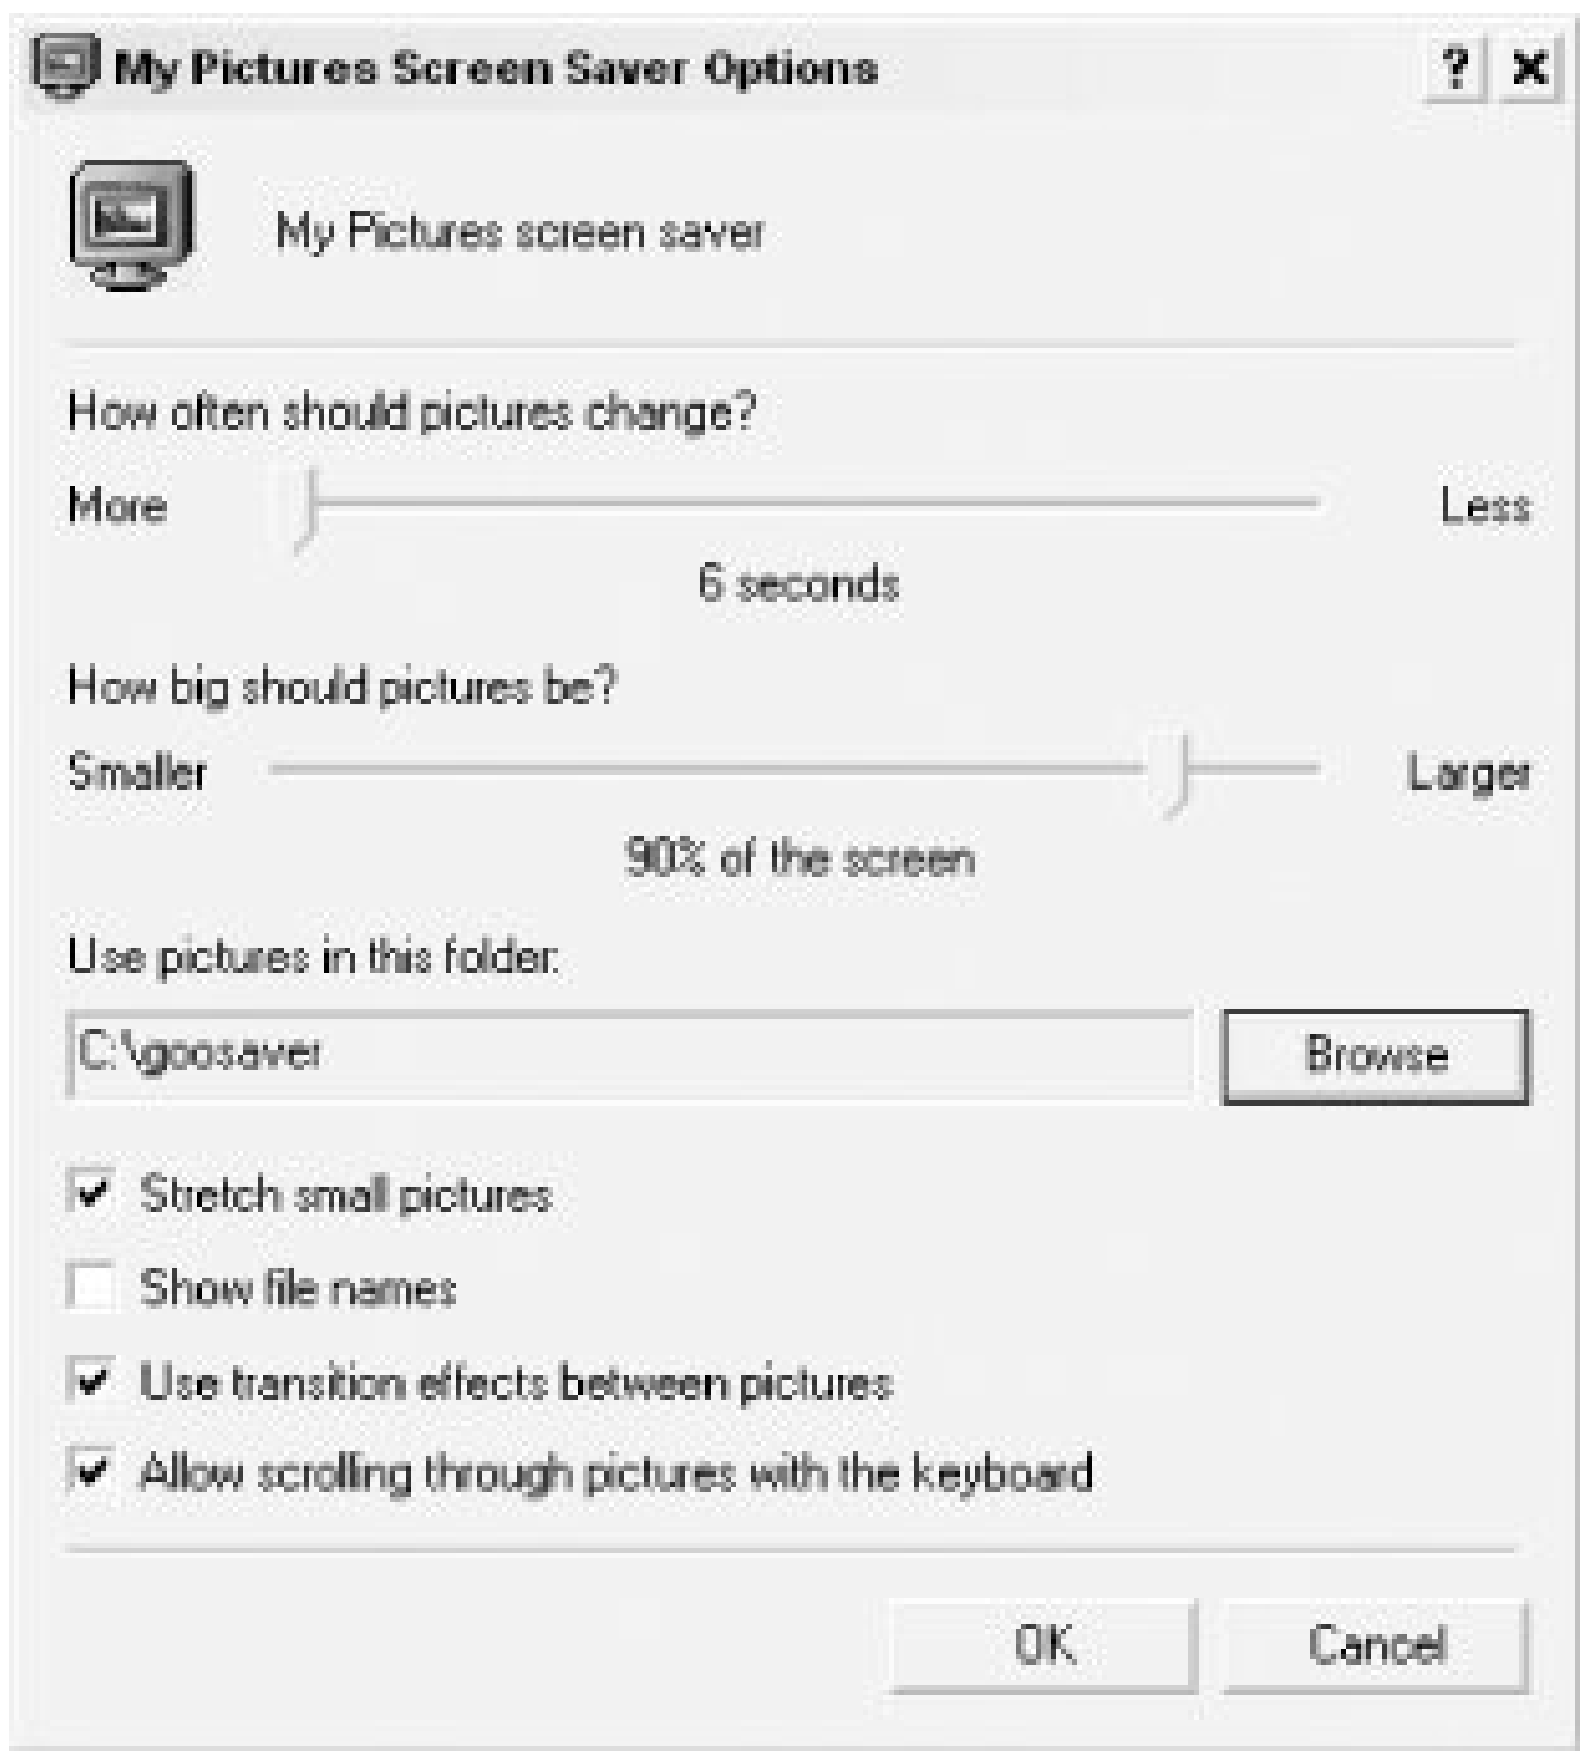 My Pictures Screen Saver Options ? X
My Pictures screen saver
How often should pictures change?
More Less
6 seconds
How big should pictures be?
Smaller Larger
90% of the screen
Use pictures in this folder:
C:\goosaver Browse
Stretch small pictures
Show file names
Use transition effects between pictures
Allow scrolling through pictures with the keyboard
OK Cancel